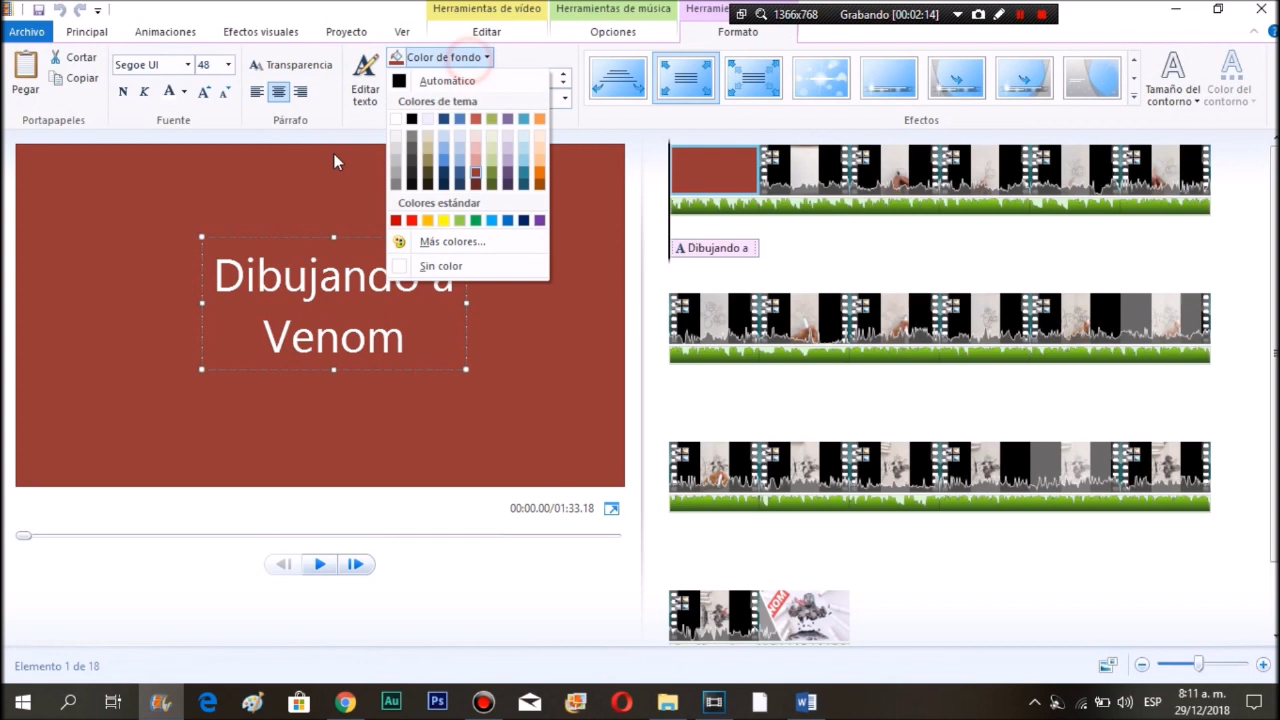 Herramientas de vídeo
Herramientas de música
Herramie
1366x768
Grabando [00:02:14]
Archivo
Principal
Animaciones
Efectos visuales
Proyecto
Ver
Editar
Opciones
Formato
Pegar
Cortar
Copiar
Portapapeles
Segoe UI
48
N
K
A
A
A
Fuente
Transparencia
Párrafo
Editar
texto
Color de fondo
Automático
Colores de tema
Colores estándar
Más colores...
Sin color
Efectos
A
Tamaño del
contorno
A
Color del
contorno
Dibujando a
Venom
A Dibujando a
00:00.00/01:33.18
Elemento 1 de 18
Au
Ps
ESP
8:11 a. m.
29/12/2018